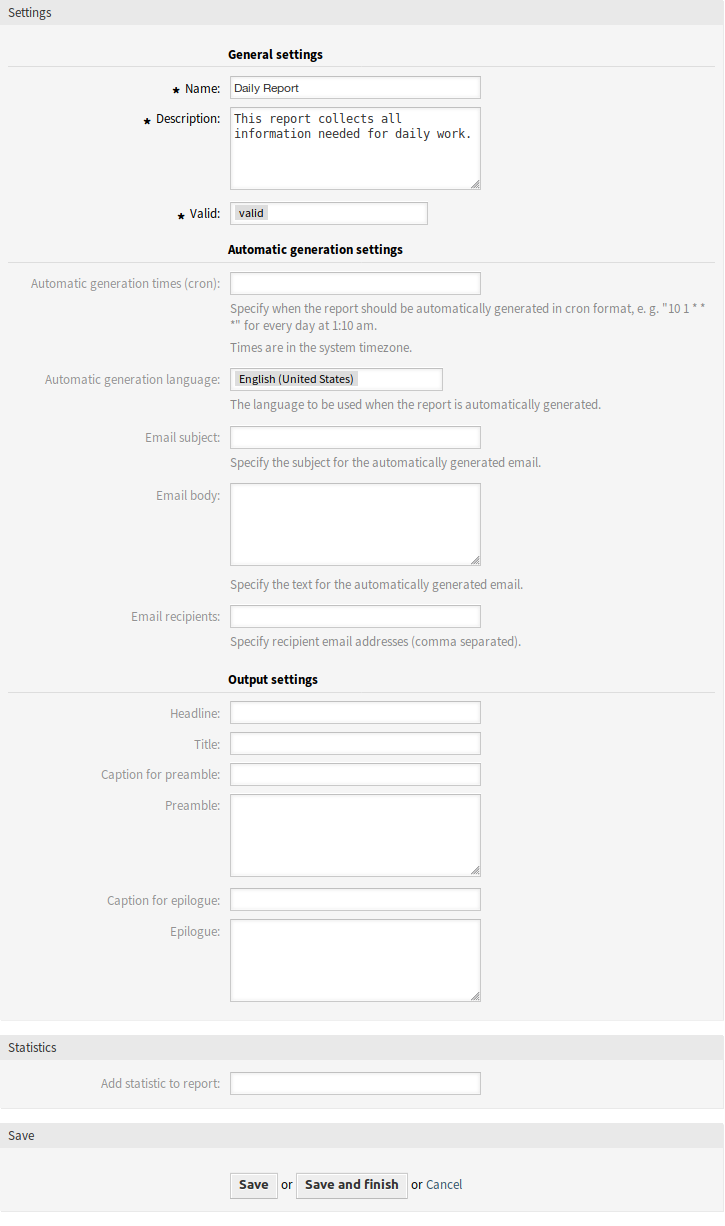 Settings
General settings
★ Name: Daily Report
★ Description: This report collects all
information needed for daily work.
★ Valid: valid
Automatic generation settings
Automatic generation times (cron):
Specify when the report should be automatically generated in cron format, e. g. "10 1 * *
*" for every day at 1:10 am.
Times are in the system timezone.
Automatic generation language: English (United States)
The language to be used when the report is automatically generated.
Email subject:
Specify the subject for the automatically generated email.
Email body:
Specify the text for the automatically generated email.
Email recipients:
Specify recipient email addresses (comma separated).
Output settings
Headline:
Title:
Caption for preamble:
Preamble:
Caption for epilogue:
Epilogue:
Statistics
Add statistic to report:
Save
Save or Save and finish or Cancel